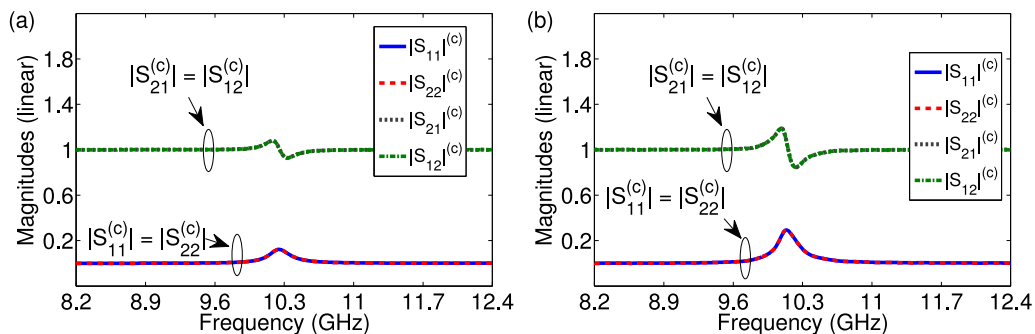 (a)
Magnitudes (linear)
1.8
1.4
1
0.6
0.2
|S21(c)| = |S12(c)|
|S11(c)| = |S22(c)|
|S11|(c)
|S22|(c)
|S21|(c)
|S12|(c)
8.2 8.9 9.6 10.3 11 11.7 12.4
Frequency (GHz)
(b)
Magnitudes (linear)
1.8
1.4
1
0.6
0.2
|S21(c)| = |S12(c)|
|S11(c)| = |S22(c)|
|S11|(c)
|S22|(c)
|S21|(c)
|S12|(c)
8.2 8.9 9.6 10.3 11 11.7 12.4
Frequency (GHz)